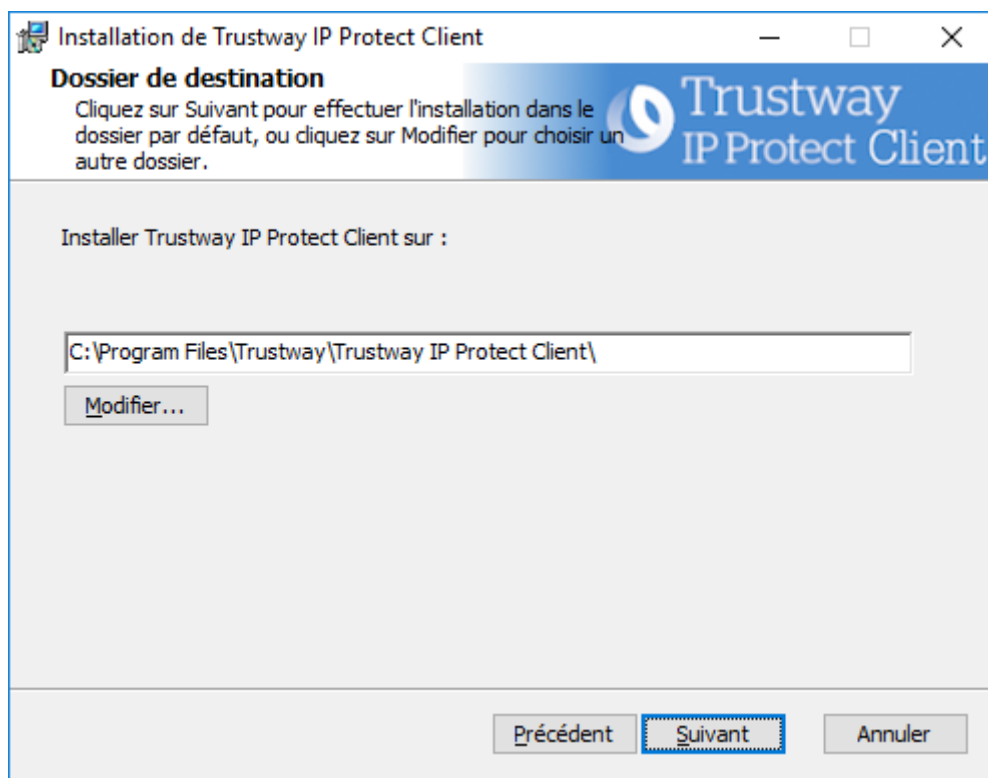 Installation de Trustway IP Protect Client
Dossier de destination
Cliquez sur Suivant pour effectuer l'installation dans le
dossier par défaut, ou cliquez sur Modifier pour choisir un
autre dossier.
Trustway
IP Protect Client
Installer Trustway IP Protect Client sur :
C:\Program Files\Trustway\Trustway IP Protect Client\
Modifier...
Précédent
Suivant
Annuler